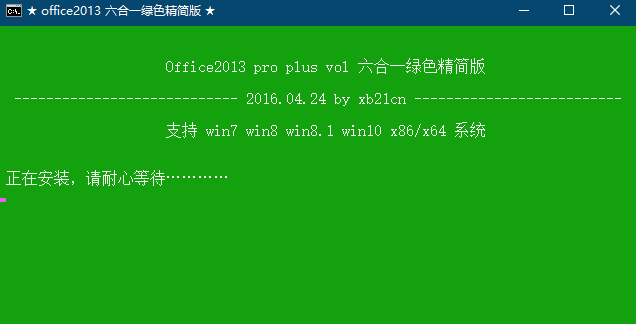 ★ office2013 六合一绿色精简版 ★
Office2013 pro plus vol 六合一绿色精简版
---------------------------- 2016.04.24 by xb21cn --------------------------
支持 win7 win8 win8.1 win10 x86/x64 系统
正在安装，请耐心等待…………